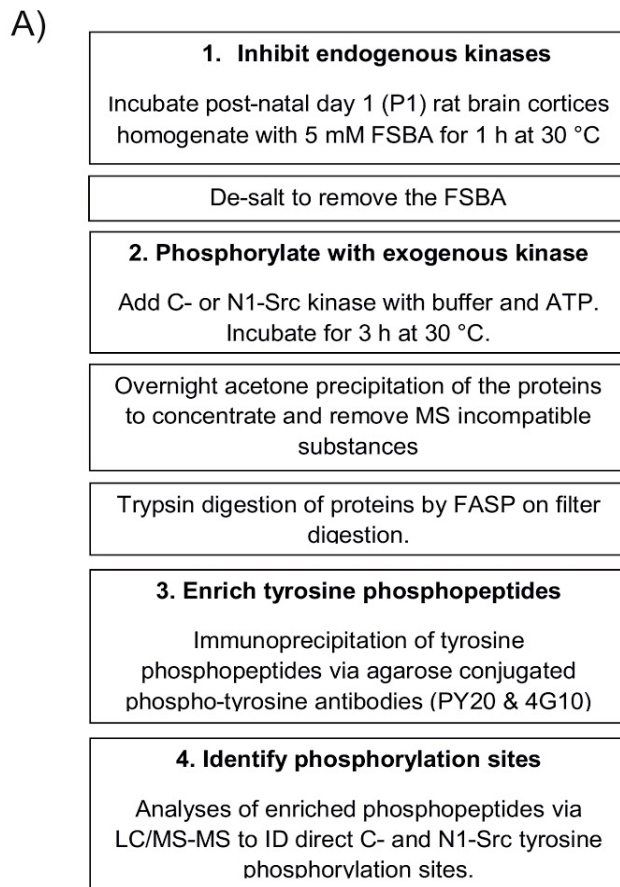 A)
1. Inhibit endogenous kinases
Incubate post-natal day 1 (P1) rat brain cortices
homogenate with 5 mM FSBA for 1 h at 30 °C
De-salt to remove the FSBA
2. Phosphorylate with exogenous kinase
Add C- or N1-Src kinase with buffer and ATP.
Incubate for 3 h at 30 °C.
Overnight acetone precipitation of the proteins
to concentrate and remove MS incompatible
substances
Trypsin digestion of proteins by FASP on filter
digestion.
3. Enrich tyrosine phosphopeptides
Immunoprecipitation of tyrosine
phosphopeptides via agarose conjugated
phospho-tyrosine antibodies (PY20 & 4G10)
4. Identify phosphorylation sites
Analyses of enriched phosphopeptides via
LC/MS-MS to ID direct C- and N1-Src tyrosine
phosphorylation sites.